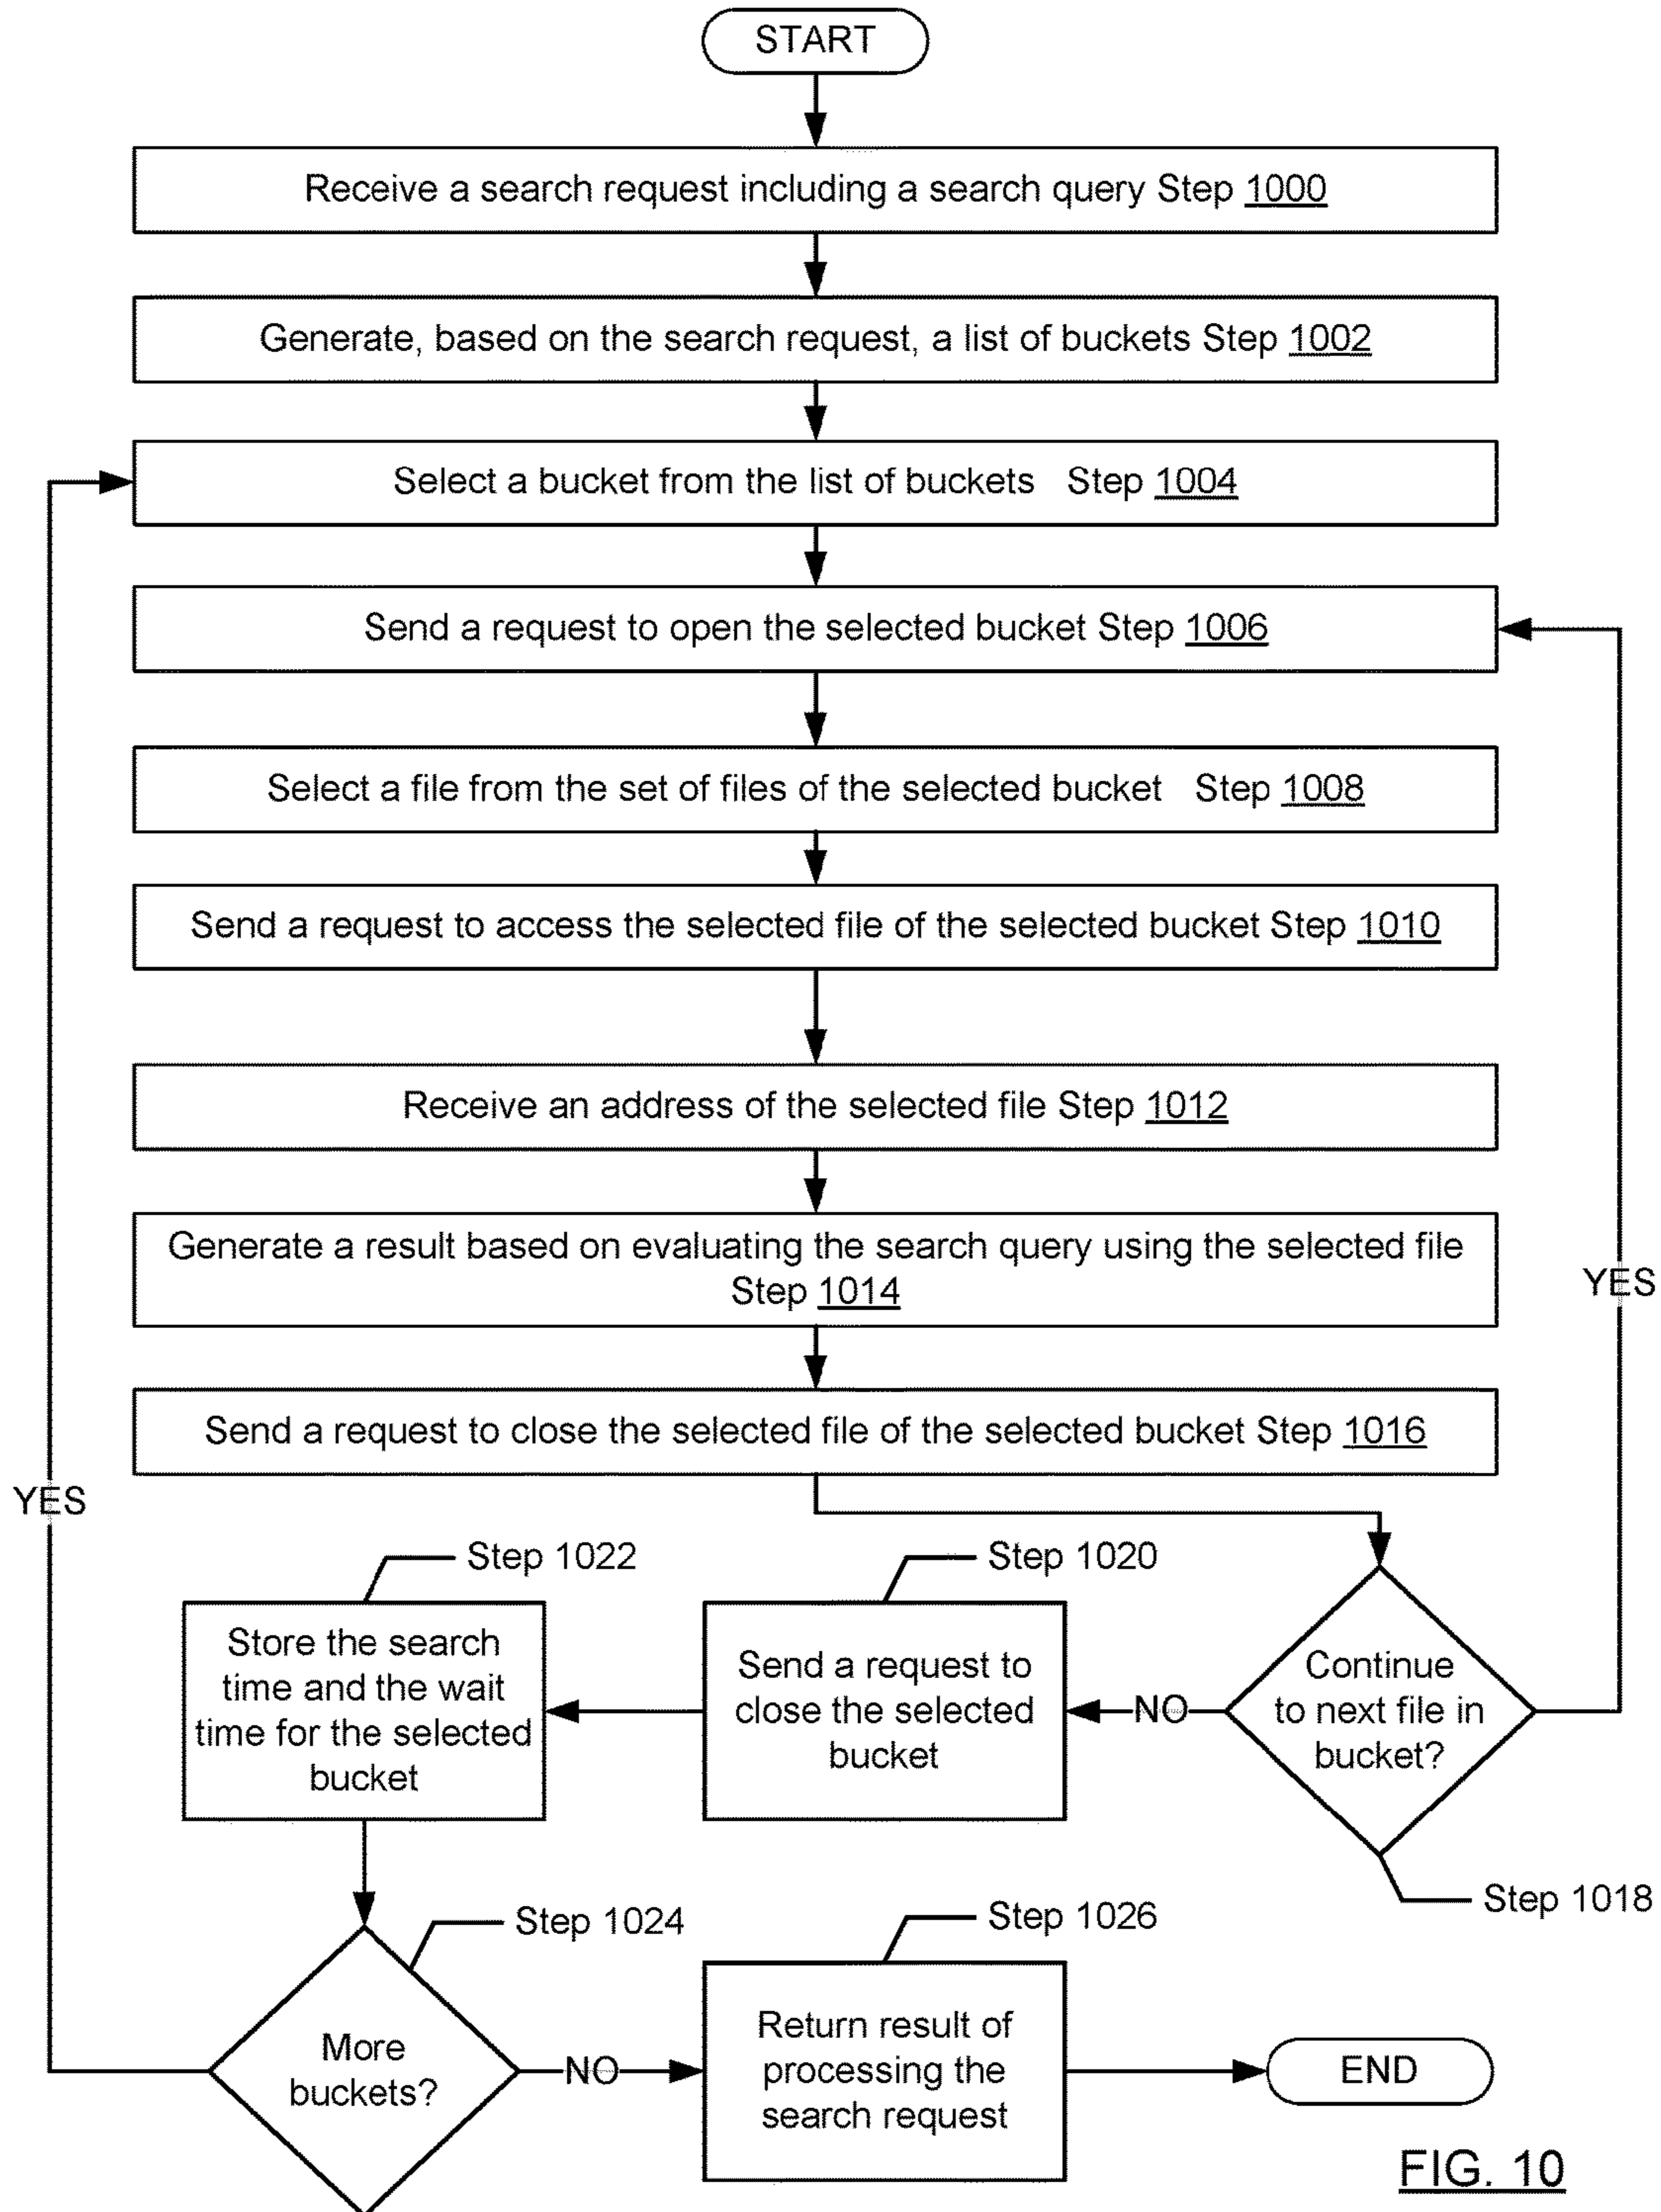 START
Receive a search request including a search query Step 1000
Generate, based on the search request, a list of buckets Step 1002
Select a bucket from the list of buckets Step 1004
Send a request to open the selected bucket Step 1006
Select a file from the set of files of the selected bucket Step 1008
Send a request to access the selected file of the selected bucket Step 1010
Receive an address of the selected file Step 1012
Generate a result based on evaluating the search query using the selected file
Step 1014
YES
Send a request to close the selected file of the selected bucket Step 1016
YES
Step 1022
Step 1020
Store the search
time and the wait
time for the selected
bucket
Send a request to
close the selected
bucket
NO
Continue
to next file in
bucket?
Step 1018
Step 1024
Step 1026
More
buckets?
NO
Return result of
processing the
search request
END
FIG. 10